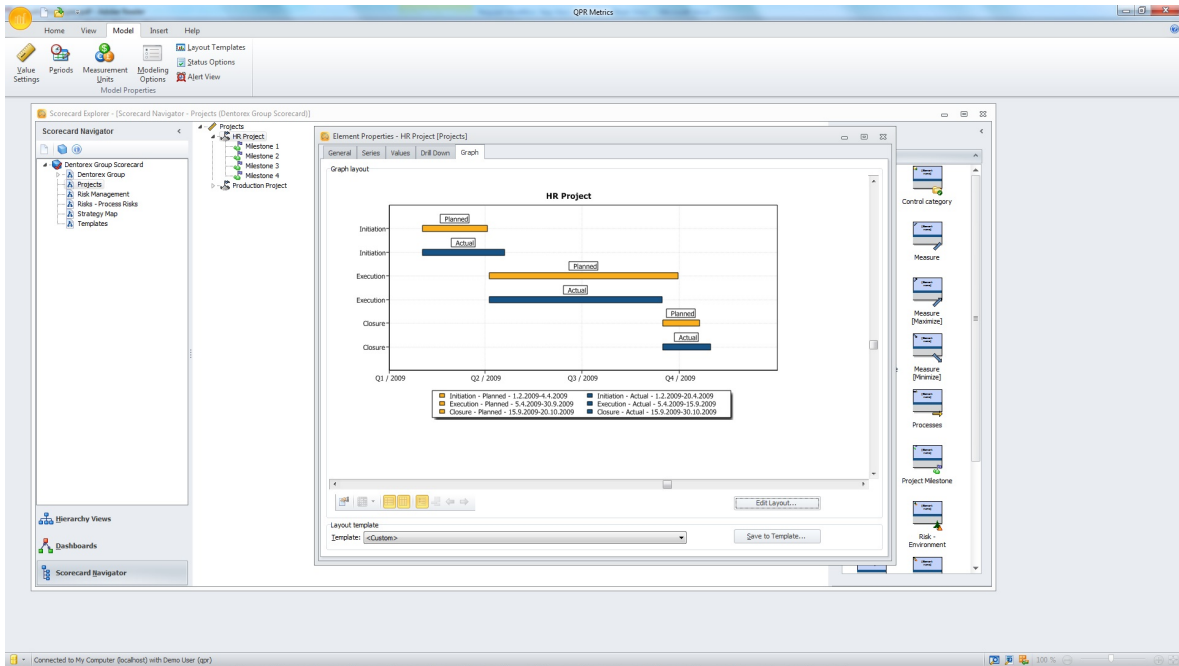 QPR Metrics
Home View Model Insert Help
Value Settings
Periods
Measurement Units
Modeling Options
Layout Templates
Status Options
Alert View
Model Properties
Scorecard Explorer - [Scorecard Navigator - Projects (Dentorex Group Scorecard)]
Scorecard Navigator
Dentorex Group Scorecard
Dentorex Group
Projects
Risk Management
Risks - Process Risks
Strategy Map
Templates
Hierarchy Views
Dashboards
Scorecard Navigator
Projects
HR Project
Milestone 1
Milestone 2
Milestone 3
Milestone 4
Production Project
Element Properties - HR Project [Projects]
General Series Values Drill Down Graph
Graph layout
HR Project
Planned
Initiation
Actual
Initiation
Planned
Execution
Actual
Execution
Planned
Closure
Actual
Closure
Q1 / 2009 Q2 / 2009 Q3 / 2009 Q4 / 2009
Initiation - Planned - 1.2.2009-4.4.2009 Initiation - Actual - 1.2.2009-20.4.2009
Execution - Planned - 5.4.2009-30.9.2009 Execution - Actual - 5.4.2009-15.9.2009
Closure - Planned - 15.9.2009-20.10.2009 Closure - Actual - 15.9.2009-30.10.2009
Edit Layout...
Layout template
Template: <Custom>
Save to Template...
Control category
Measure
Measure
[Maximize]
Measure
[Minimize]
Processes
Project Milestone
Risk -
Environment
Connected to My Computer (localhost) with Demo User (qpr)
100 %